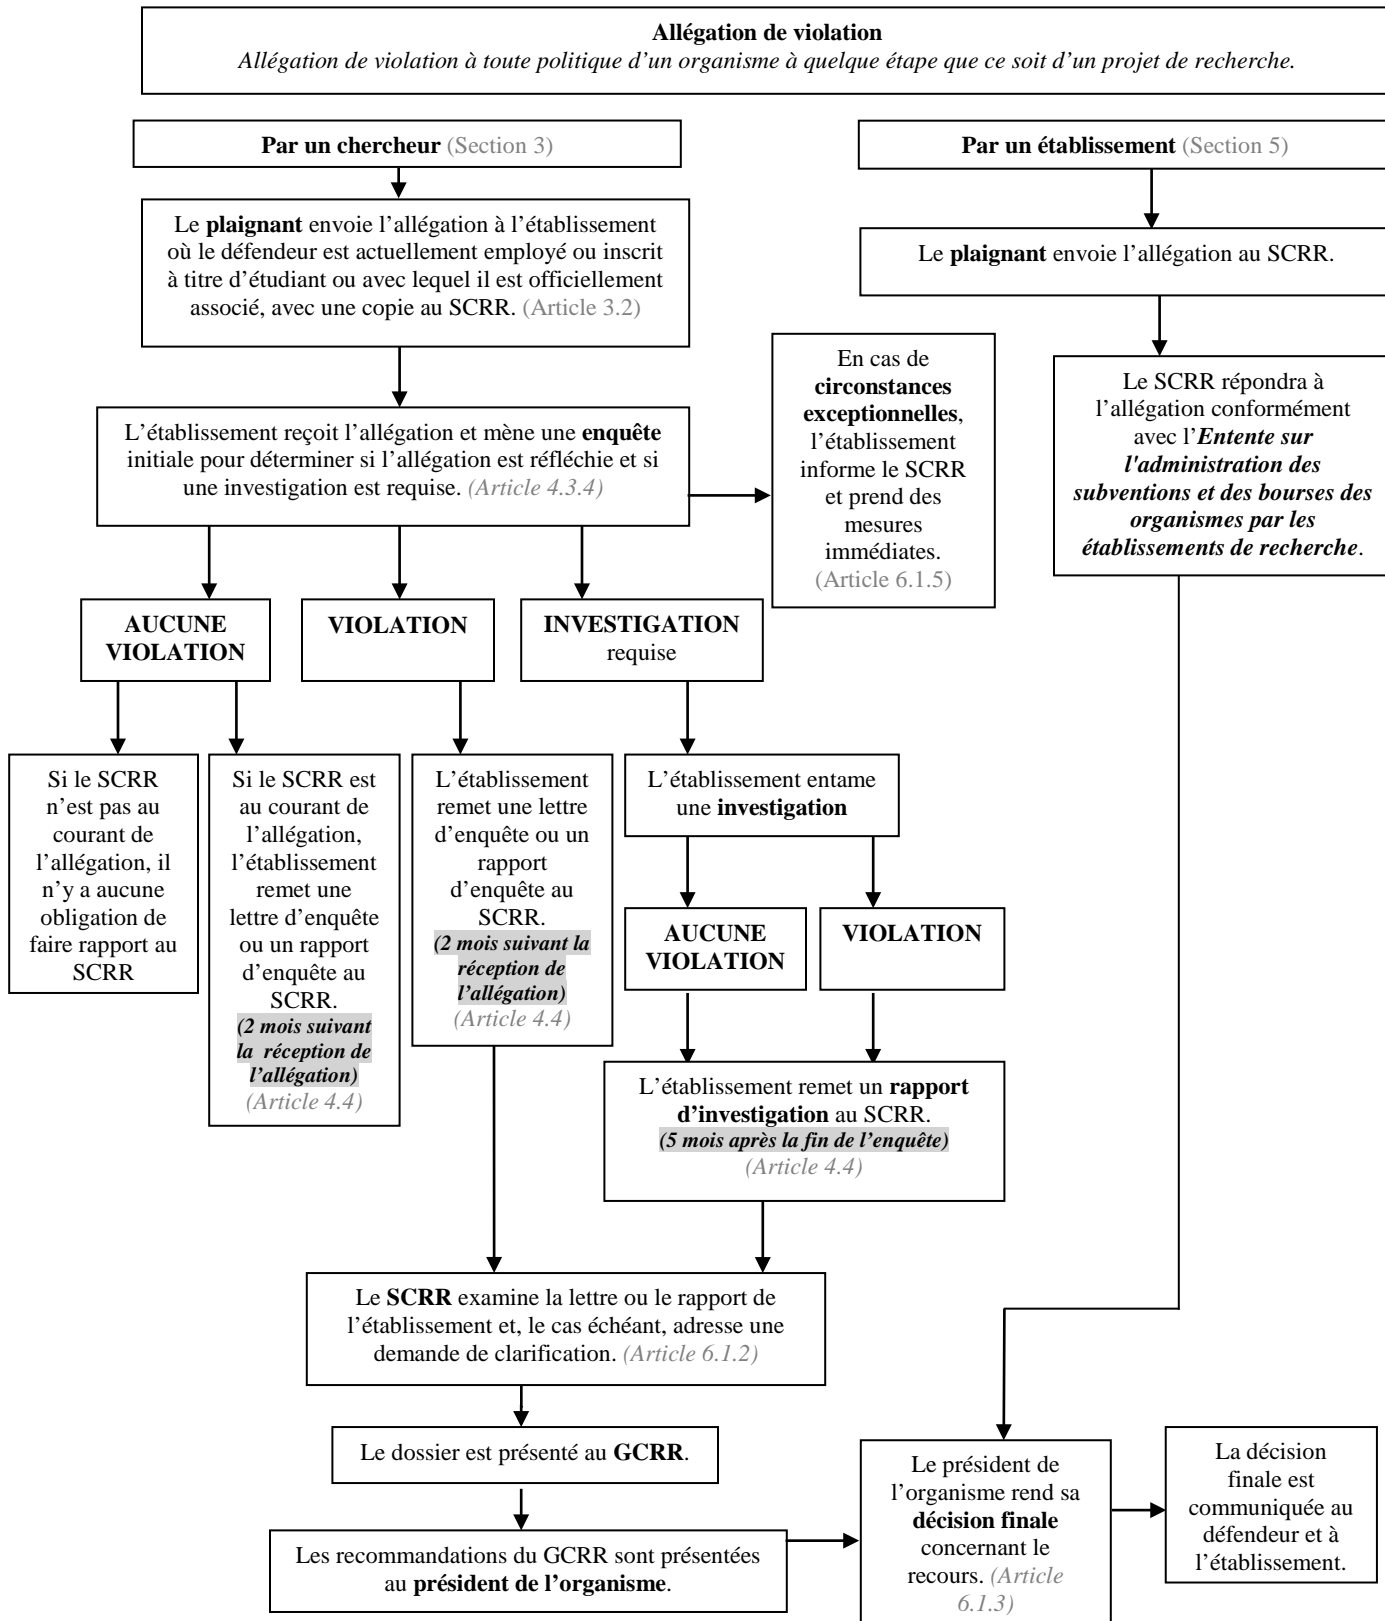 Allégation de violation
Allégation de violation à toute politique d’un organisme à quelque étape que ce soit d’un projet de recherche.
Par un chercheur (Section 3)
Le plaignant envoie l’allégation à l’établissement
où le défendeur est actuellement employé ou inscrit
à titre d’étudiant ou avec lequel il est officiellement
associé, avec une copie au SCRR. (Article 3.2)
L’établissement reçoit l’allégation et mène une enquête
initiale pour déterminer si l’allégation est réfléchie et si
une investigation est requise. (Article 4.3.4)
En cas de
circonstances
exceptionnelles,
l’établissement
informe le SCRR
et prend des
mesures
immédiates.
(Article 6.1.5)
Par un établissement (Section 5)
Le plaignant envoie l’allégation au SCRR.
Le SCRR répondra à
l’allégation conformément
avec l’Entente sur
l'administration des
subventions et des bourses des
organismes par les
établissements de recherche.
AUCUNE
VIOLATION
VIOLATION
INVESTIGATION
requise
Si le SCRR
n’est pas au
courant de
l’allégation, il
n’y a aucune
obligation de
faire rapport au
SCRR
Si le SCRR est
au courant de
l’allégation,
l’établissement
remet une
lettre d’enquête
ou un rapport
d’enquête au
SCRR.
(2 mois suivant
la réception de
l’allégation)
(Article 4.4)
L’établissement
remet une lettre
d’enquête ou un
rapport
d’enquête au
SCRR.
(2 mois suivant la
réception de
l’allégation)
(Article 4.4)
L’établissement entame
une investigation
AUCUNE
VIOLATION
VIOLATION
L’établissement remet un rapport
d’investigation au SCRR.
(5 mois après la fin de l’enquête)
(Article 4.4)
Le SCRR examine la lettre ou le rapport de
l’établissement et, le cas échéant, adresse une
demande de clarification. (Article 6.1.2)
Le dossier est présenté au GCRR.
Les recommandations du GCRR sont présentées
au président de l’organisme.
Le président de
l’organisme rend sa
décision finale
concernant le
recours. (Article
6.1.3)
La décision
finale est
communiquée au
défendeur et à
l’établissement.